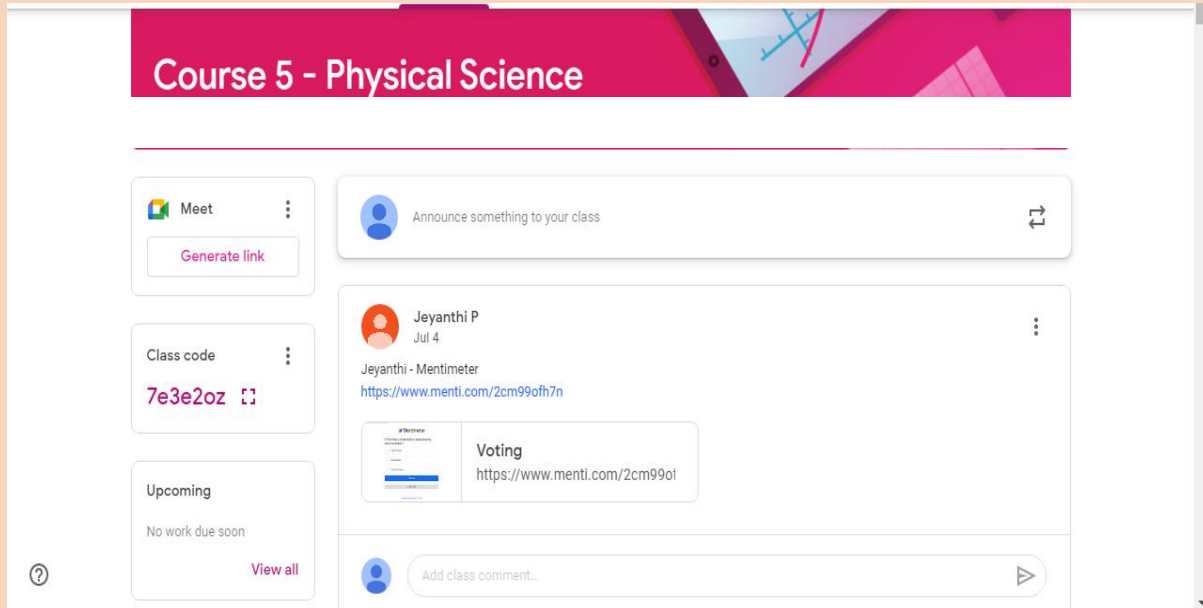 Course 5 - Physical Science
Meet
Generate link
Class code
7e3e2oz
Upcoming
No work due soon
View all
Announce something to your class
Jeyanthi P
Jul 4
Jeyanthi - Mentimeter
https://www.menti.com/2cm99ofh7n
Mentimeter
Voting
https://www.menti.com/2cm99of
Add class comment...